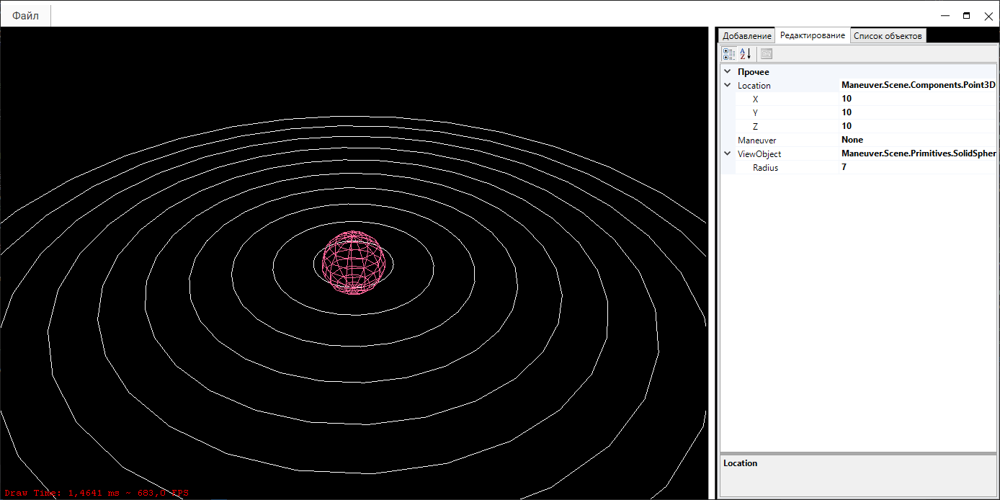 Файл
Добавление Редактирование Список объектов
Прочее
Location Maneuver.Scene.Components.Point3D
X 10
Y 10
Z 10
Maneuver None
ViewObject Maneuver.Scene.Primitives.SolidSpher
Radius 7
Location
Draw Time: 1,4641 ms ~ 683,0 FPS